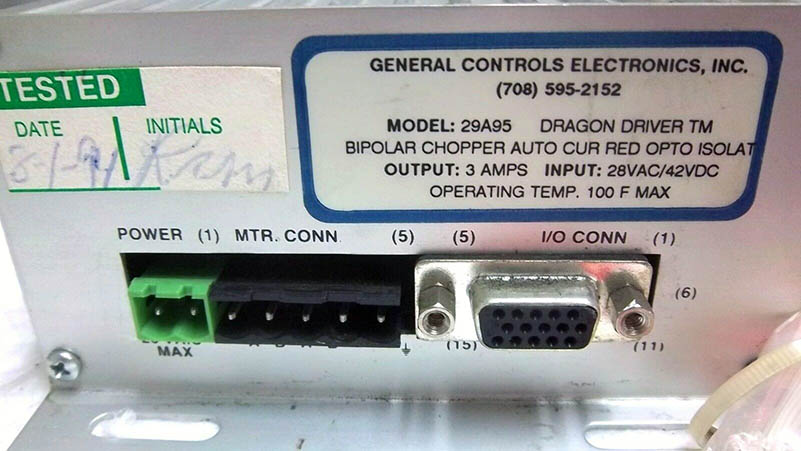 GENERAL CONTROLS ELECTRONICS, INC.
(708) 595-2152
MODEL: 29A95 DRAGON DRIVER TM
BIPOLAR CHOPPER AUTO CUR RED OPTO ISOLAT
OUTPUT: 3 AMPS INPUT: 28VAC/42VDC
OPERATING TEMP. 100 F MAX
TESTED
DATE INITIALS
POWER (1) MTR. CONN (5) (5) I/O CONN (1)
(6)
(15) (11)
MAX